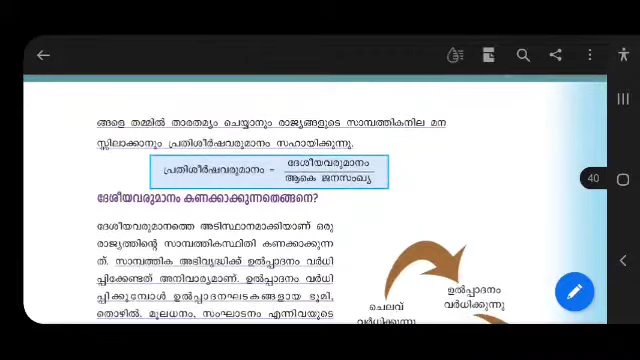 ങ്ങളെ തമ്മിൽ താരതമ്യം ചെയ്യാനും രാജ്യങ്ങളുടെ സാമ്പത്തികനില മന
സ്സിലാക്കാനും പ്രതിശീർഷവരുമാനം സഹായിക്കുന്നു.
പ്രതിശീർഷവരുമാനം = ദേശീയവരുമാനം
ആകെ ജനസംഖ്യ
40
ദേശീയവരുമാനം കണക്കാക്കുന്നതെങ്ങനെ?
ദേശീയവരുമാനത്തെ അടിസ്ഥാനമാക്കിയാണ് ഒരു
രാജ്യത്തിന്റെ സാമ്പത്തികസ്ഥിതി കണക്കാക്കുന്ന
ത്. സാമ്പത്തിക അഭിവൃദ്ധിക്ക് ഉൽപ്പാദനം വർധി
പ്പിക്കേണ്ടത് അനിവാര്യമാണ്. ഉൽപ്പാദനം വർധി
പ്പിക്കുമ്പോൾ ഉൽപ്പാദനഘടകങ്ങളായ ഭൂമി,
തൊഴിൽ, മൂലധനം, സംഘാടനം എന്നിവയുടെ
ഉൽപ്പാദനം
വർധിക്കുന്നു
ചെലവ്
വർധിക്കുന്നു